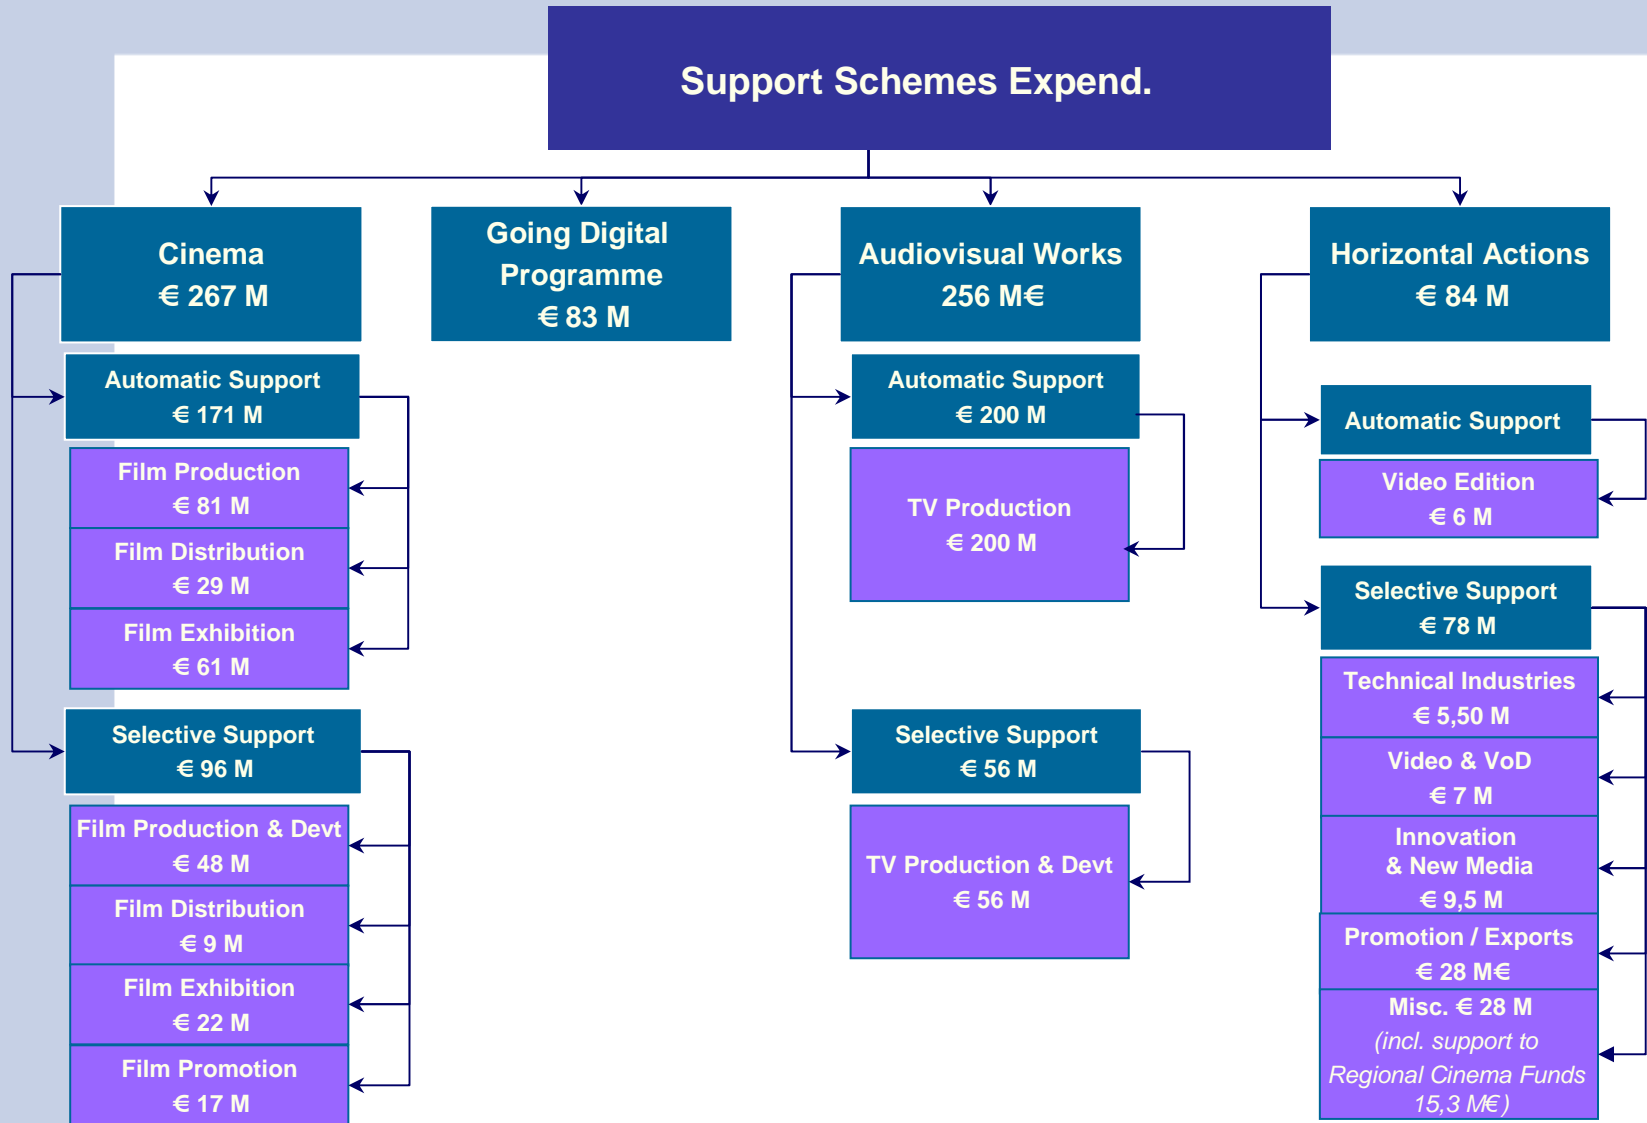 Support Schemes Expend.
Cinema
€ 267 M
Going Digital
Programme
€ 83 M
Audiovisual Works
256 M€
Horizontal Actions
€ 84 M
Automatic Support
€ 171 M
Film Production
€ 81 M
Film Distribution
€ 29 M
Film Exhibition
€ 61 M
Selective Support
€ 96 M
Film Production & Devt
€ 48 M
Film Distribution
€ 9 M
Film Exhibition
€ 22 M
Film Promotion
€ 17 M
Automatic Support
€ 200 M
TV Production
€ 200 M
Selective Support
€ 56 M
TV Production & Devt
€ 56 M
Automatic Support
Video Edition
€ 6 M
Selective Support
€ 78 M
Technical Industries
€ 5,50 M
Video & VoD
€ 7 M
Innovation
& New Media
€ 9,5 M
Promotion / Exports
€ 28 M€
Misc. € 28 M
(incl. support to
Regional Cinema Funds
15,3 M€)